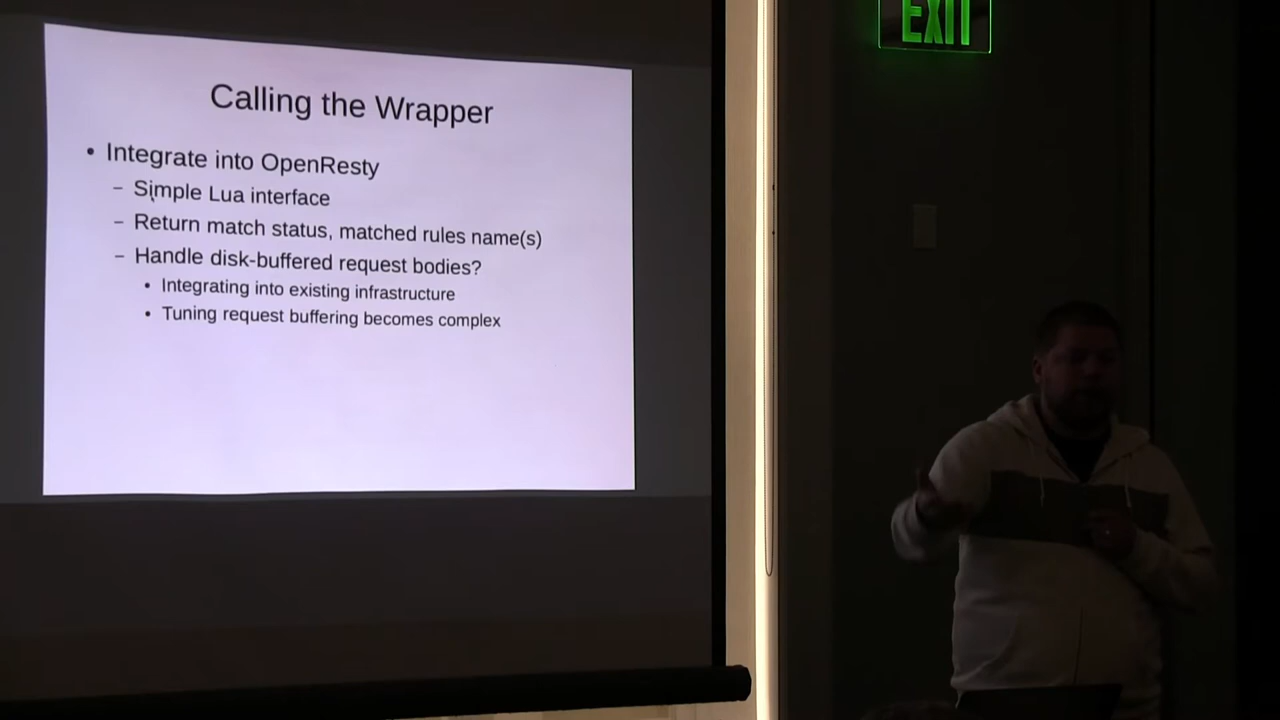 EXIT
Calling the Wrapper
• Integrate into OpenResty
– Simple Lua interface
– Return match status, matched rules name(s)
– Handle disk-buffered request bodies?
• Integrating into existing infrastructure
• Tuning request buffering becomes complex